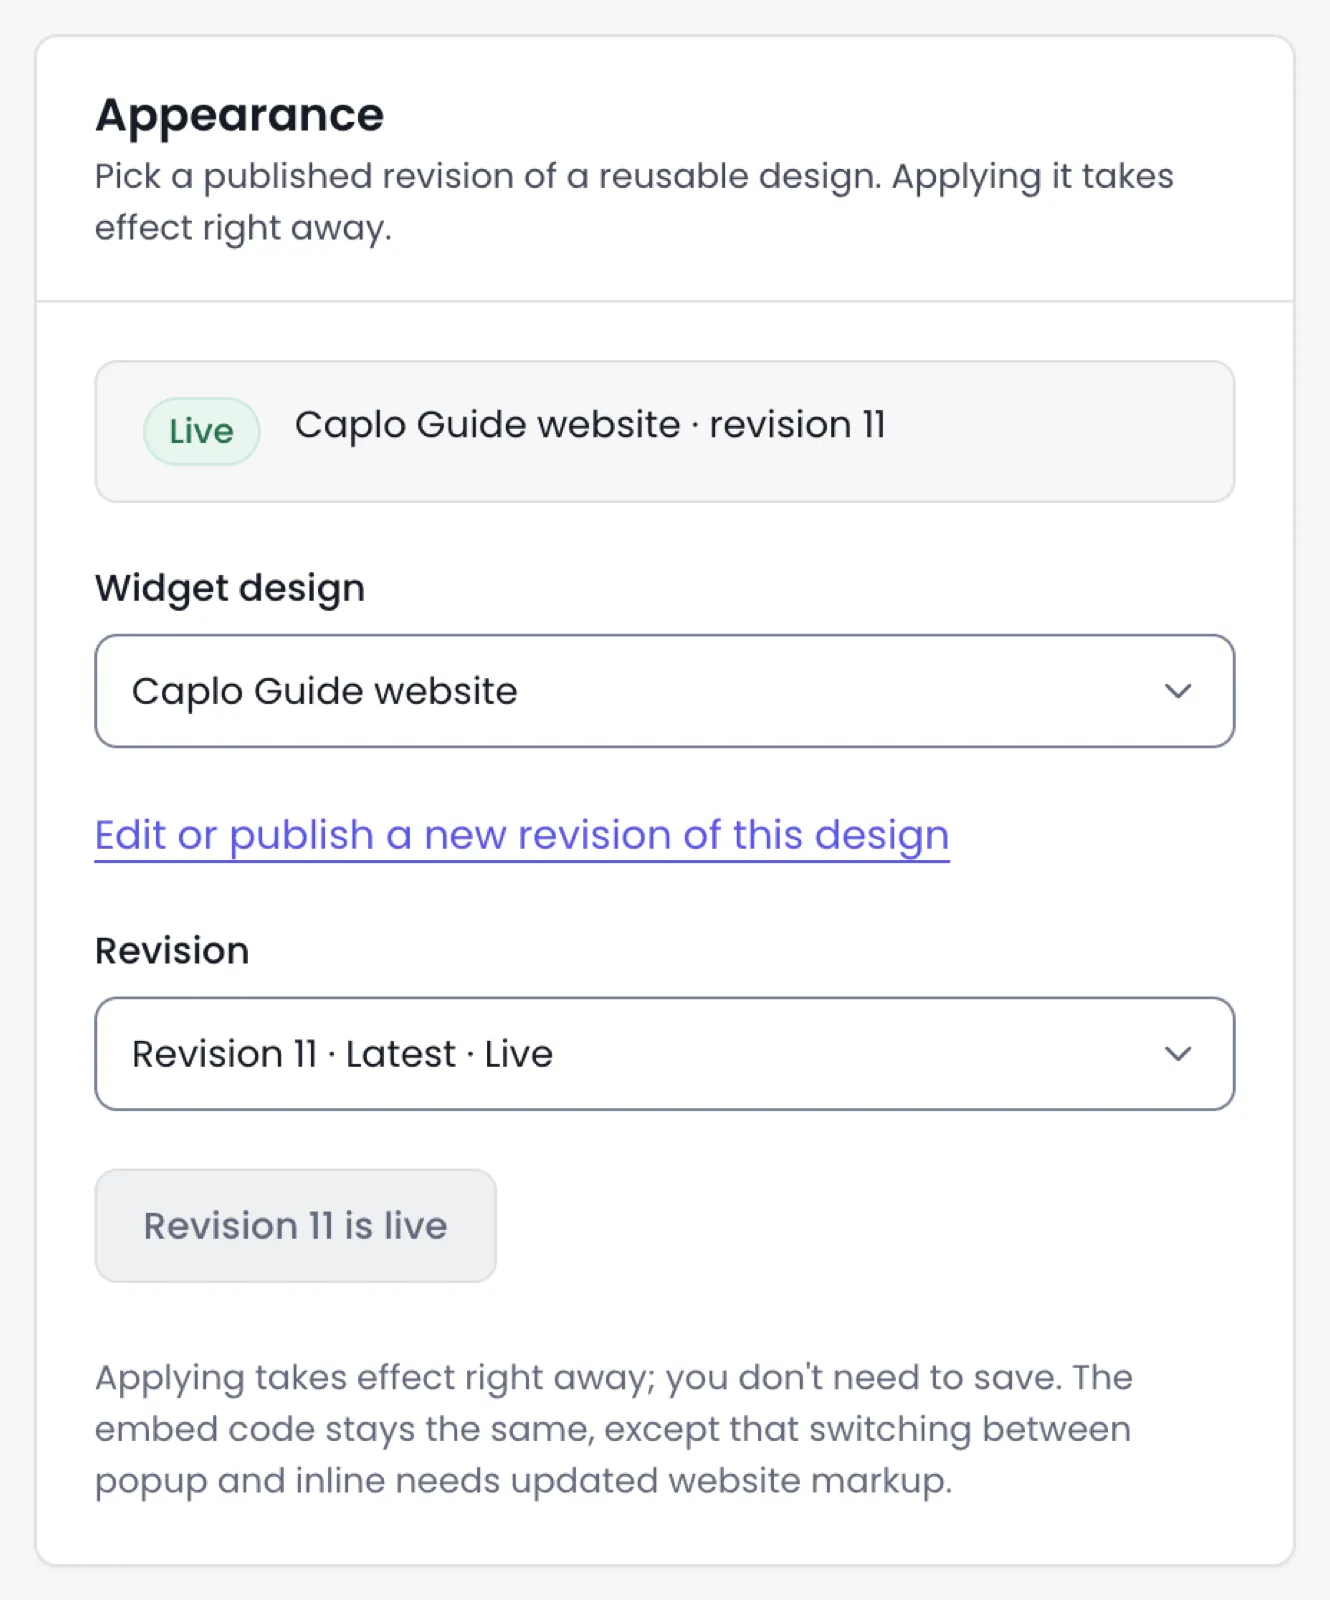 Appearance
Pick a published revision of a reusable design. Applying it takes
effect right away.
Live Caplo Guide website · revision 11
Widget design
Caplo Guide website
Edit or publish a new revision of this design
Revision
Revision 11 · Latest · Live
Revision 11 is live
Applying takes effect right away; you don't need to save. The
embed code stays the same, except that switching between
popup and inline needs updated website markup.